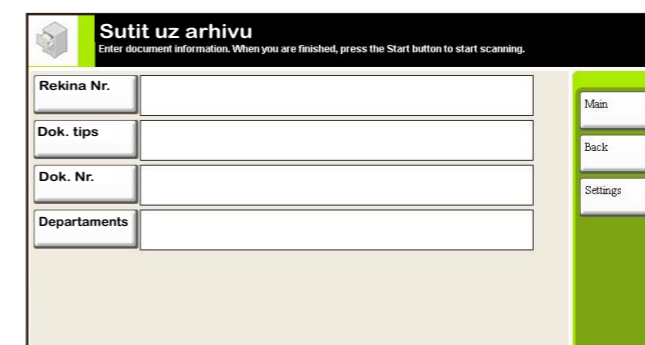 Sutit uz arhivu
Enter document information. When you are finished, press the Start button to start scanning.
Rekina Nr.
Dok. tips
Dok. Nr.
Departaments
Main
Back
Settings